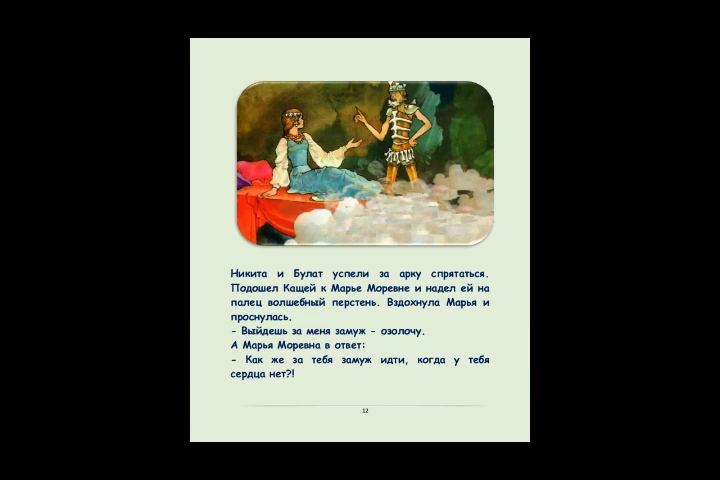 Никита и Булат успели за арку спрятаться.
Подошел Кащей к Марье Моревне и надел ей на
палец волшебный перстень. Вздохнула Марья и
проснулась.
- Выйдешь за меня замуж - озолочу.
А Марья Моревна в ответ:
- Как же за тебя замуж идти, когда у тебя
сердца нет?!
12